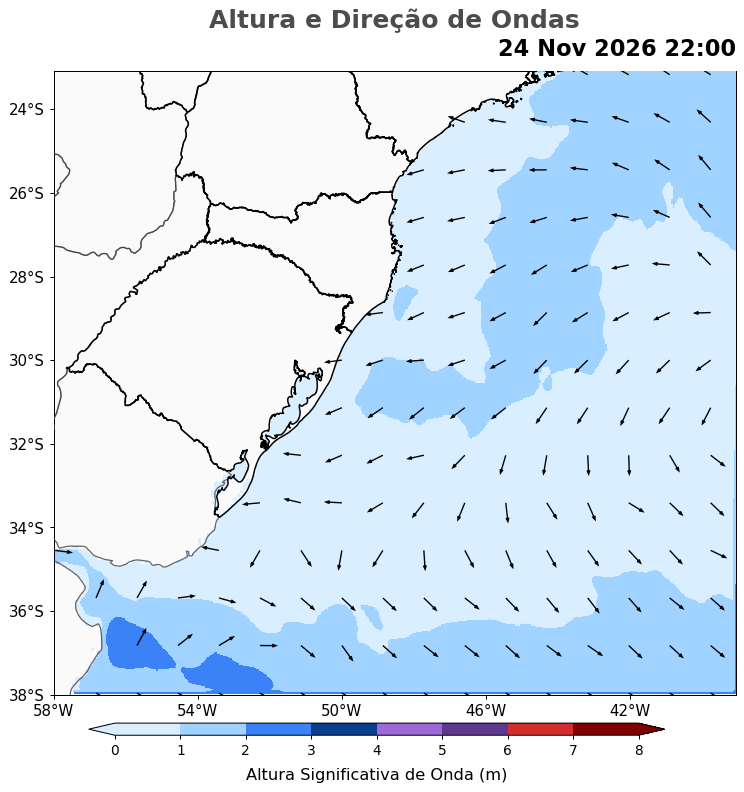 Altura e Direção de Ondas
24 Nov 2026 22:00
24°S
26°S
28°S
30°S
32°S
34°S
36°S
38°S
58°W 54°W 50°W 46°W 42°W
0 1 2 3 4 5 6 7 8
Altura Significativa de Onda (m)